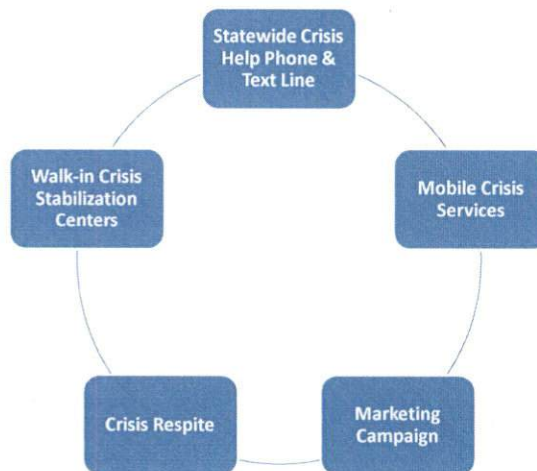 Statewide Crisis
Help Phone &
Text Line
Mobile Crisis
Services
Marketing
Campaign
Crisis Respite
Walk-in Crisis
Stabilization
Centers